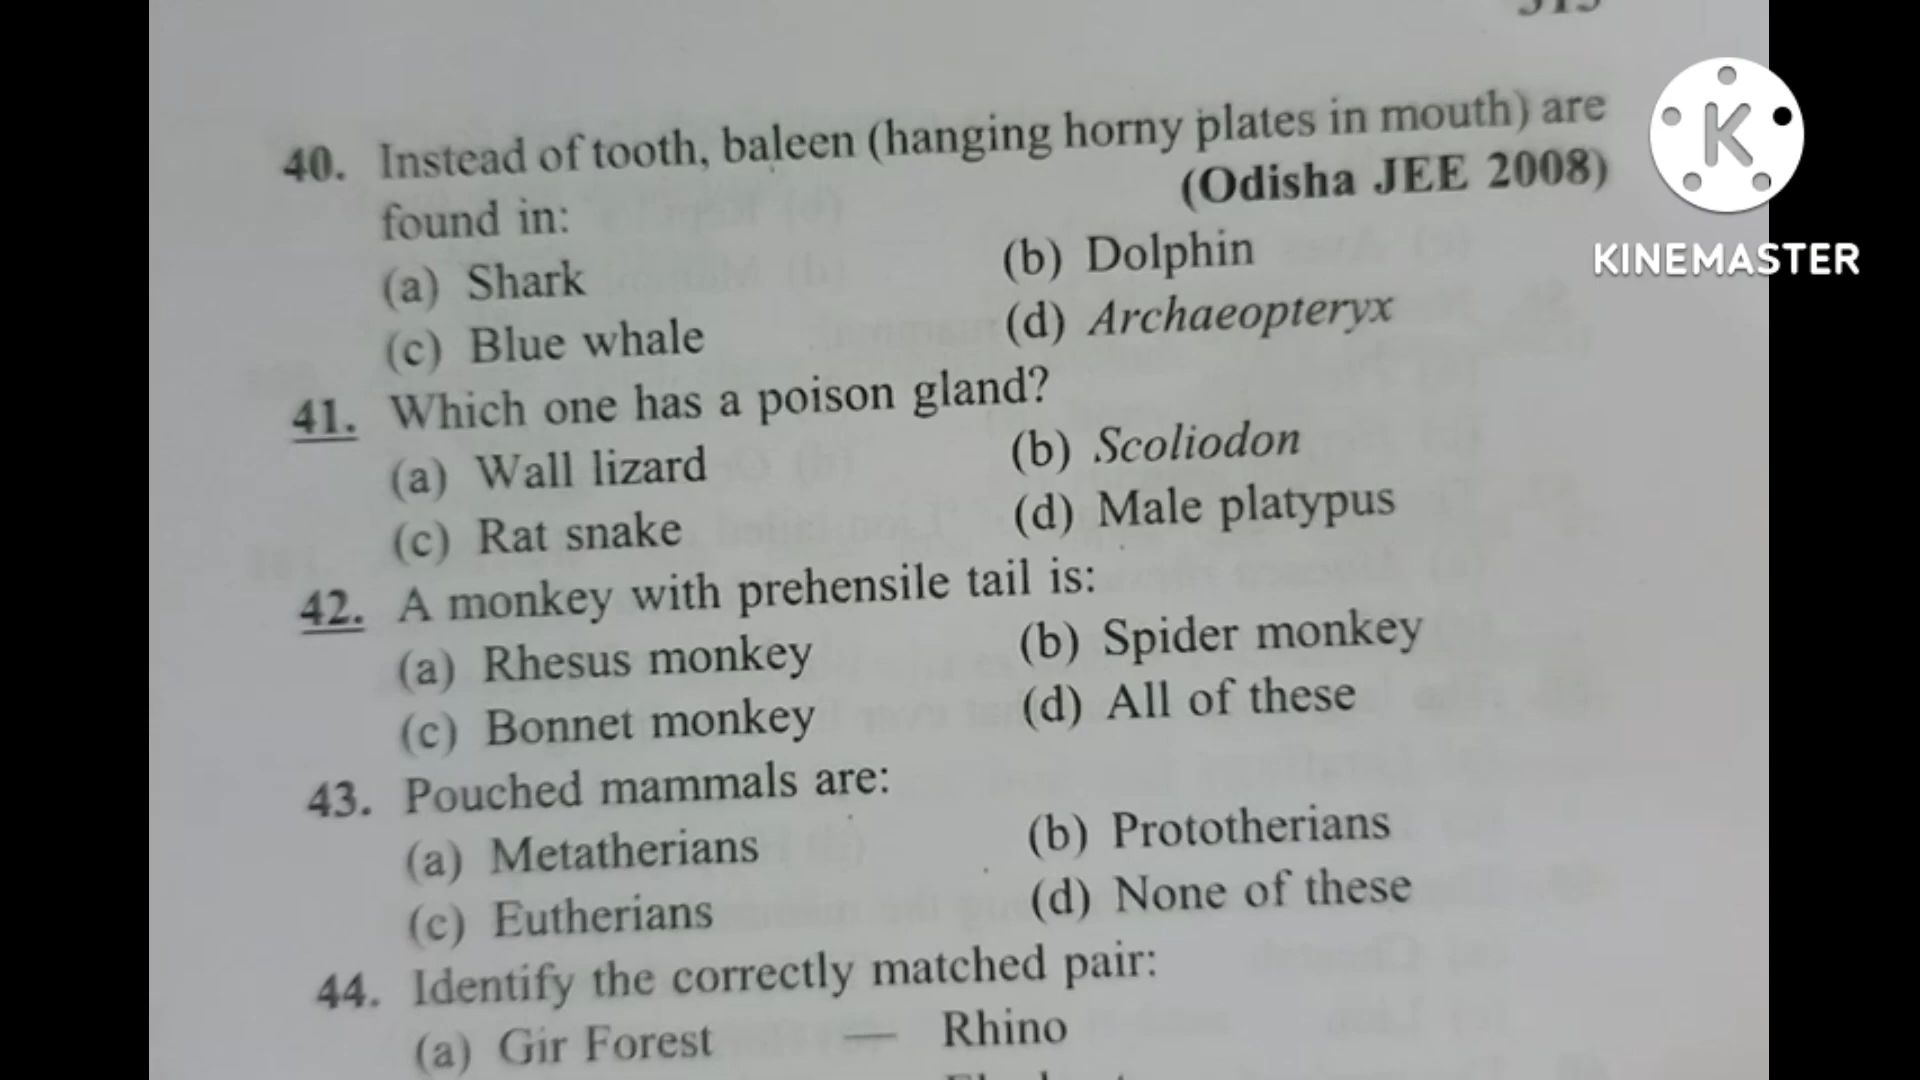 40. Instead of tooth, baleen (hanging horny plates in mouth) are
found in: (Odisha JEE 2008)
(a) Shark (b) Dolphin
(c) Blue whale (d) Archaeopteryx
41. Which one has a poison gland?
(a) Wall lizard (b) Scoliodon
(c) Rat snake (d) Male platypus
42. A monkey with prehensile tail is:
(a) Rhesus monkey (b) Spider monkey
(c) Bonnet monkey (d) All of these
43. Pouched mammals are:
(a) Metatherians (b) Prototherians
(c) Eutherians (d) None of these
44. Identify the correctly matched pair:
(a) Gir Forest — Rhino
K
KINEMASTER